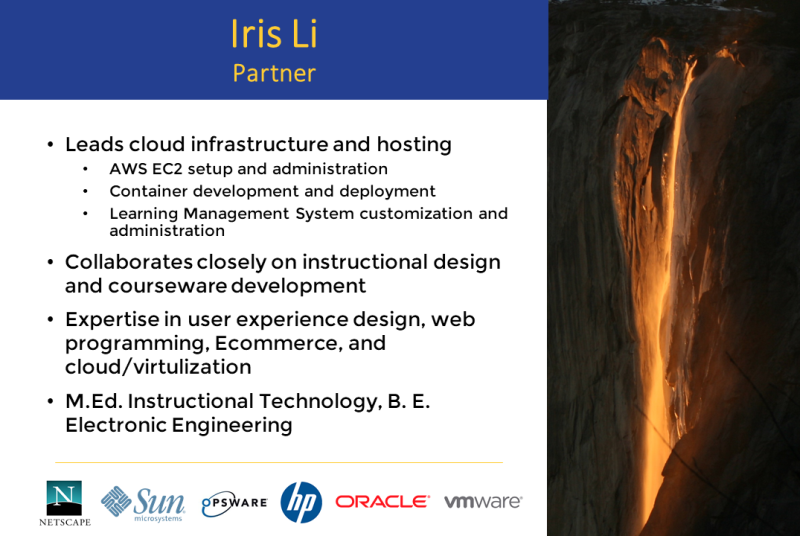 Iris Li
Partner
• Leads cloud infrastructure and hosting
• AWS EC2 setup and administration
• Container development and deployment
• Learning Management System customization and
administration
• Collaborates closely on instructional design
and courseware development
• Expertise in user experience design, web
programming, Ecommerce, and
cloud/virtulization
• M.Ed. Instructional Technology, B. E.
Electronic Engineering
N
NETSCAPE
Sun
microsystems
OPSWARE
hp
ORACLE®
vmware®